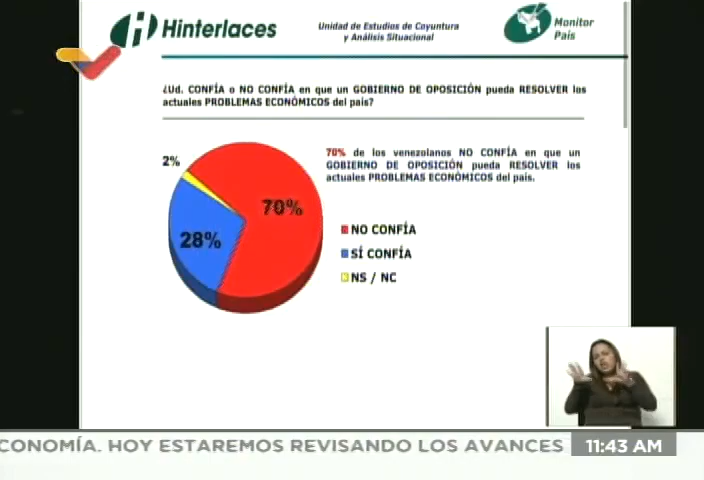 Hinterlaces
Unidad de Estudios de Coyuntura
y Análisis Situacional
Monitor
País
¿Ud. CONFÍA o NO CONFÍA en que un GOBIERNO DE OPOSICIÓN pueda RESOLVER los
actuales PROBLEMAS ECONÓMICOS del país?
70% de los venezolanos NO CONFÍA en que un
GOBIERNO DE OPOSICIÓN pueda RESOLVER los
actuales PROBLEMAS ECONÓMICOS del país.
2%
70%
28%
NO CONFÍA
SÍ CONFÍA
NS / NC
CONOMÍA. HOY ESTAREMOS REVISANDO LOS AVANCES
11:43 AM